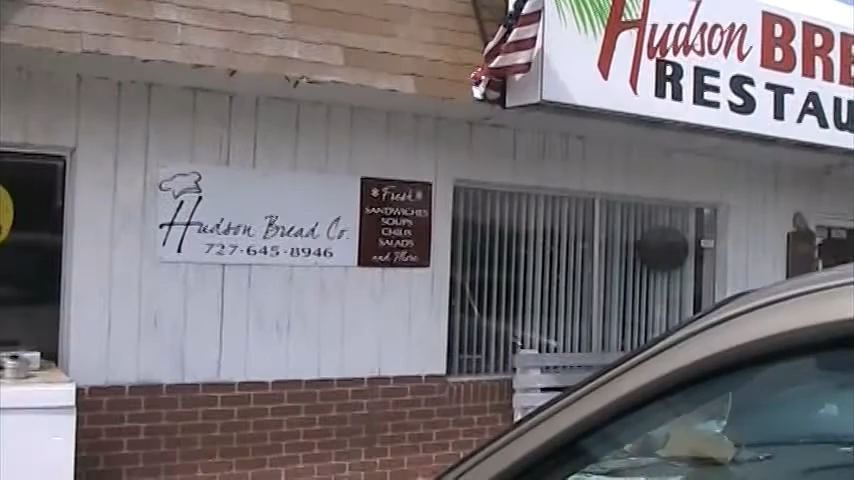 Hudson BRE
RESTAU
Hudson Bread Co.
727-645-8946
*Fresh*
SANDWICHES
SOUPS
CHILIS
SALADS
and More